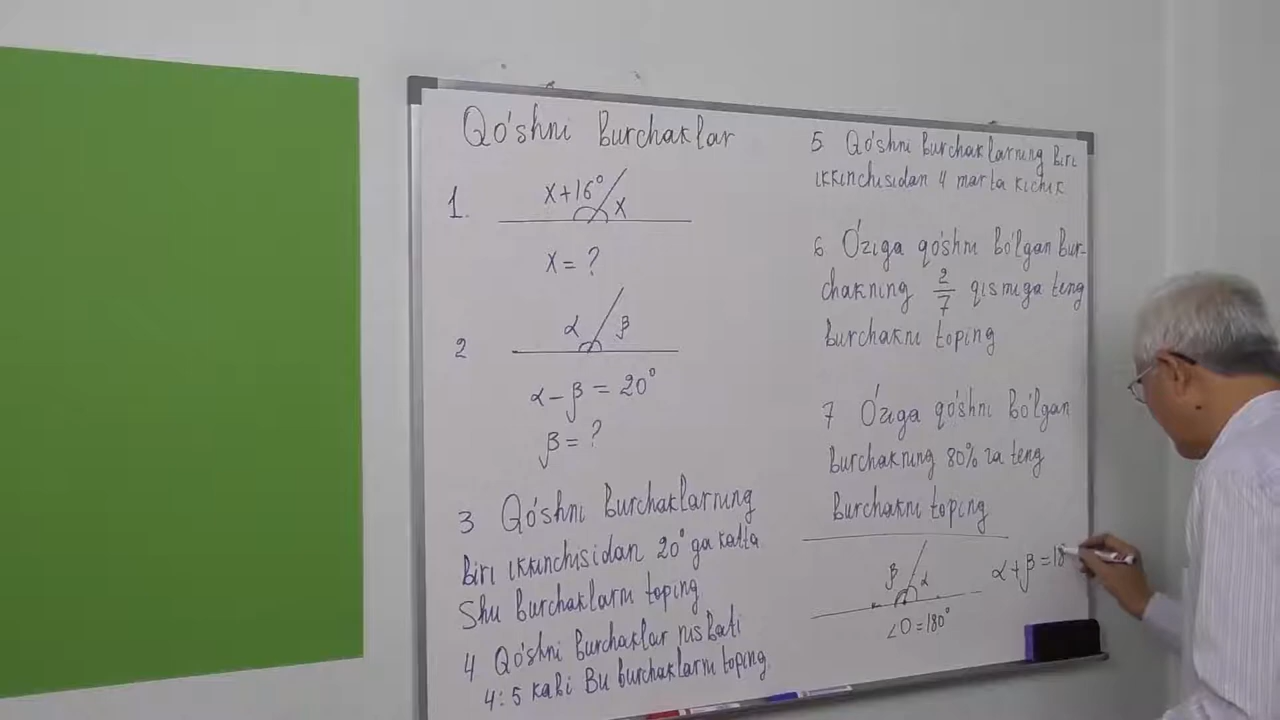 Qo'shni burchaklar
1.
x+16° x
x = ?
2
α β
α - β = 20°
β = ?
3 Qo'shni burchaklarning
biri ikkinchisidan 20° ga katta
Shu burchaklarni toping
4 Qo'shni burchaklar nisbati
4:5 kabi Bu burchaklarni toping
5 Qo'shni burchaklarning biri
ikkinchisidan 4 marta kichik
6 O'ziga qo'shni bo'lgan bur-
chakning 2/7 qismiga teng
burchakni toping
7 O'ziga qo'shni bo'lgan
burchakning 80% za teng
burchakni toping
β α
∠O = 180°
α + β = 18